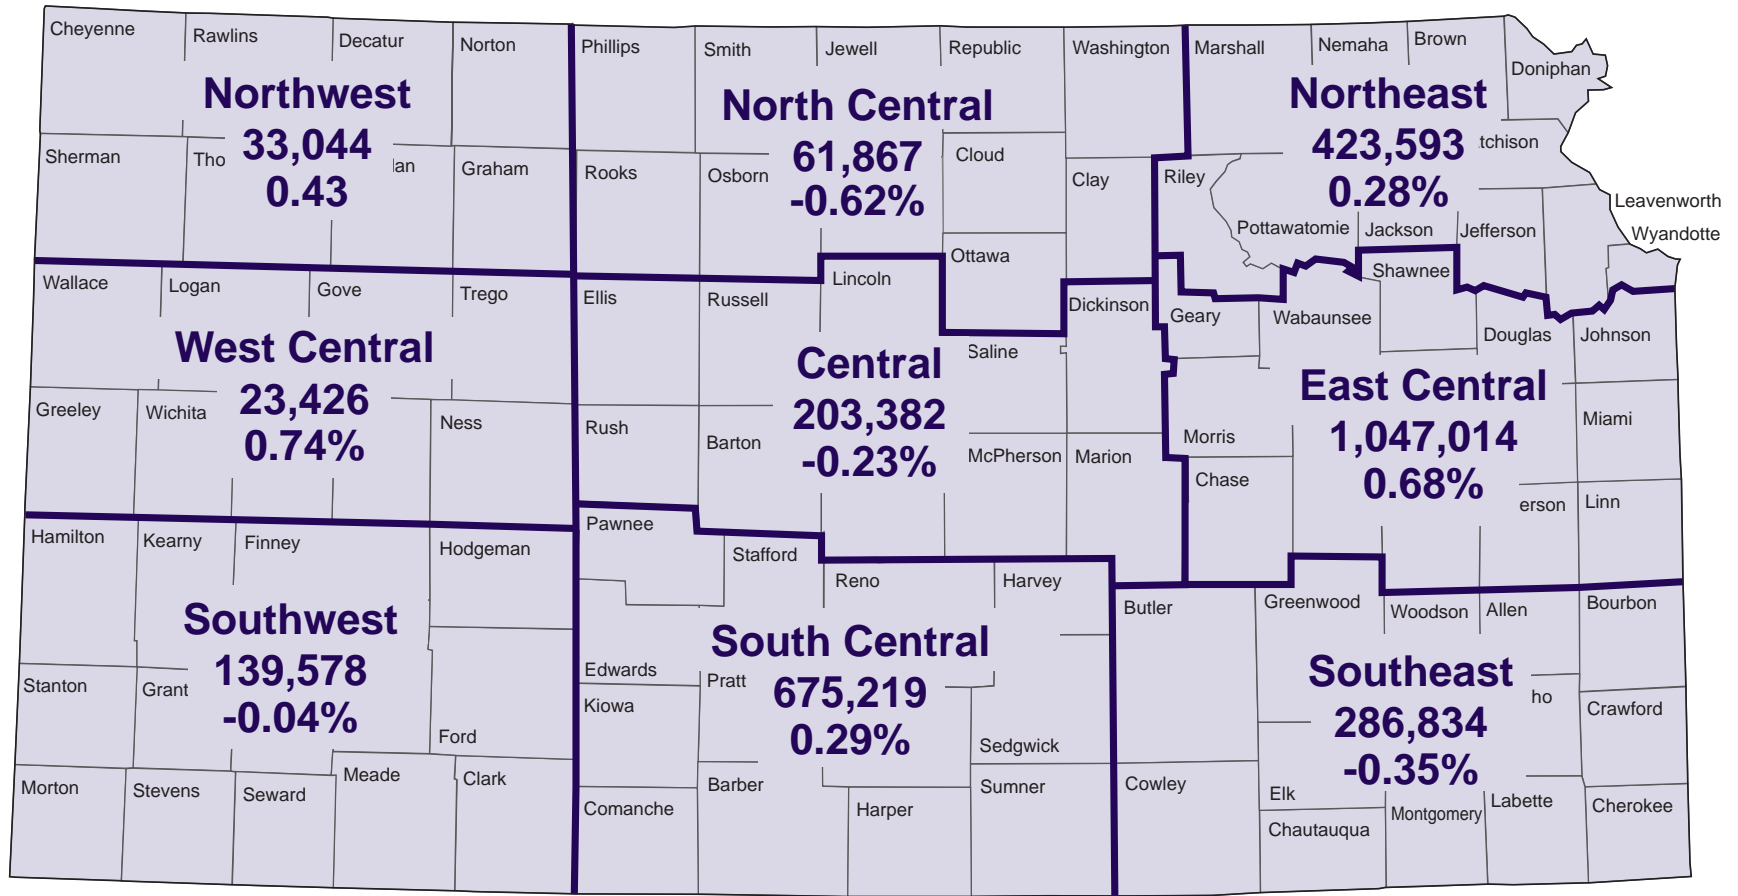 Cheyenne
Rawlins
Decatur
Norton
Phillips
Smith
Jewell
Republic
Washington
Marshall
Nemaha
Brown
Doniphan
Northwest
33,044
0.43
North Central
61,867
-0.62%
Northeast
423,593
0.28%
Sherman
Tho
lan
Graham
Rooks
Osborn
Cloud
Clay
Riley
Pottawatomie
Jackson
Jefferson
tchison
Leavenworth
Wyandotte
Ottawa
Wallace
Logan
Gove
Trego
Ellis
Russell
Lincoln
Dickinson
Geary
Wabaunsee
Shawnee
Douglas
Johnson
Saline
West Central
23,426
0.74%
Central
203,382
-0.23%
East Central
1,047,014
0.68%
Greeley
Wichita
Ness
Rush
Barton
McPherson
Marion
Morris
Chase
Miami
erson
Linn
Hamilton
Kearny
Finney
Hodgeman
Pawnee
Stafford
Reno
Harvey
Butler
Greenwood
Woodson
Allen
Bourbon
Southwest
139,578
-0.04%
South Central
675,219
0.29%
Southeast
286,834
-0.35%
Stanton
Grant
Ford
Edwards
Kiowa
Pratt
Sedgwick
ho
Crawford
Morton
Stevens
Seward
Meade
Clark
Comanche
Barber
Harper
Sumner
Cowley
Elk
Chautauqua
Montgomery
Labette
Cherokee